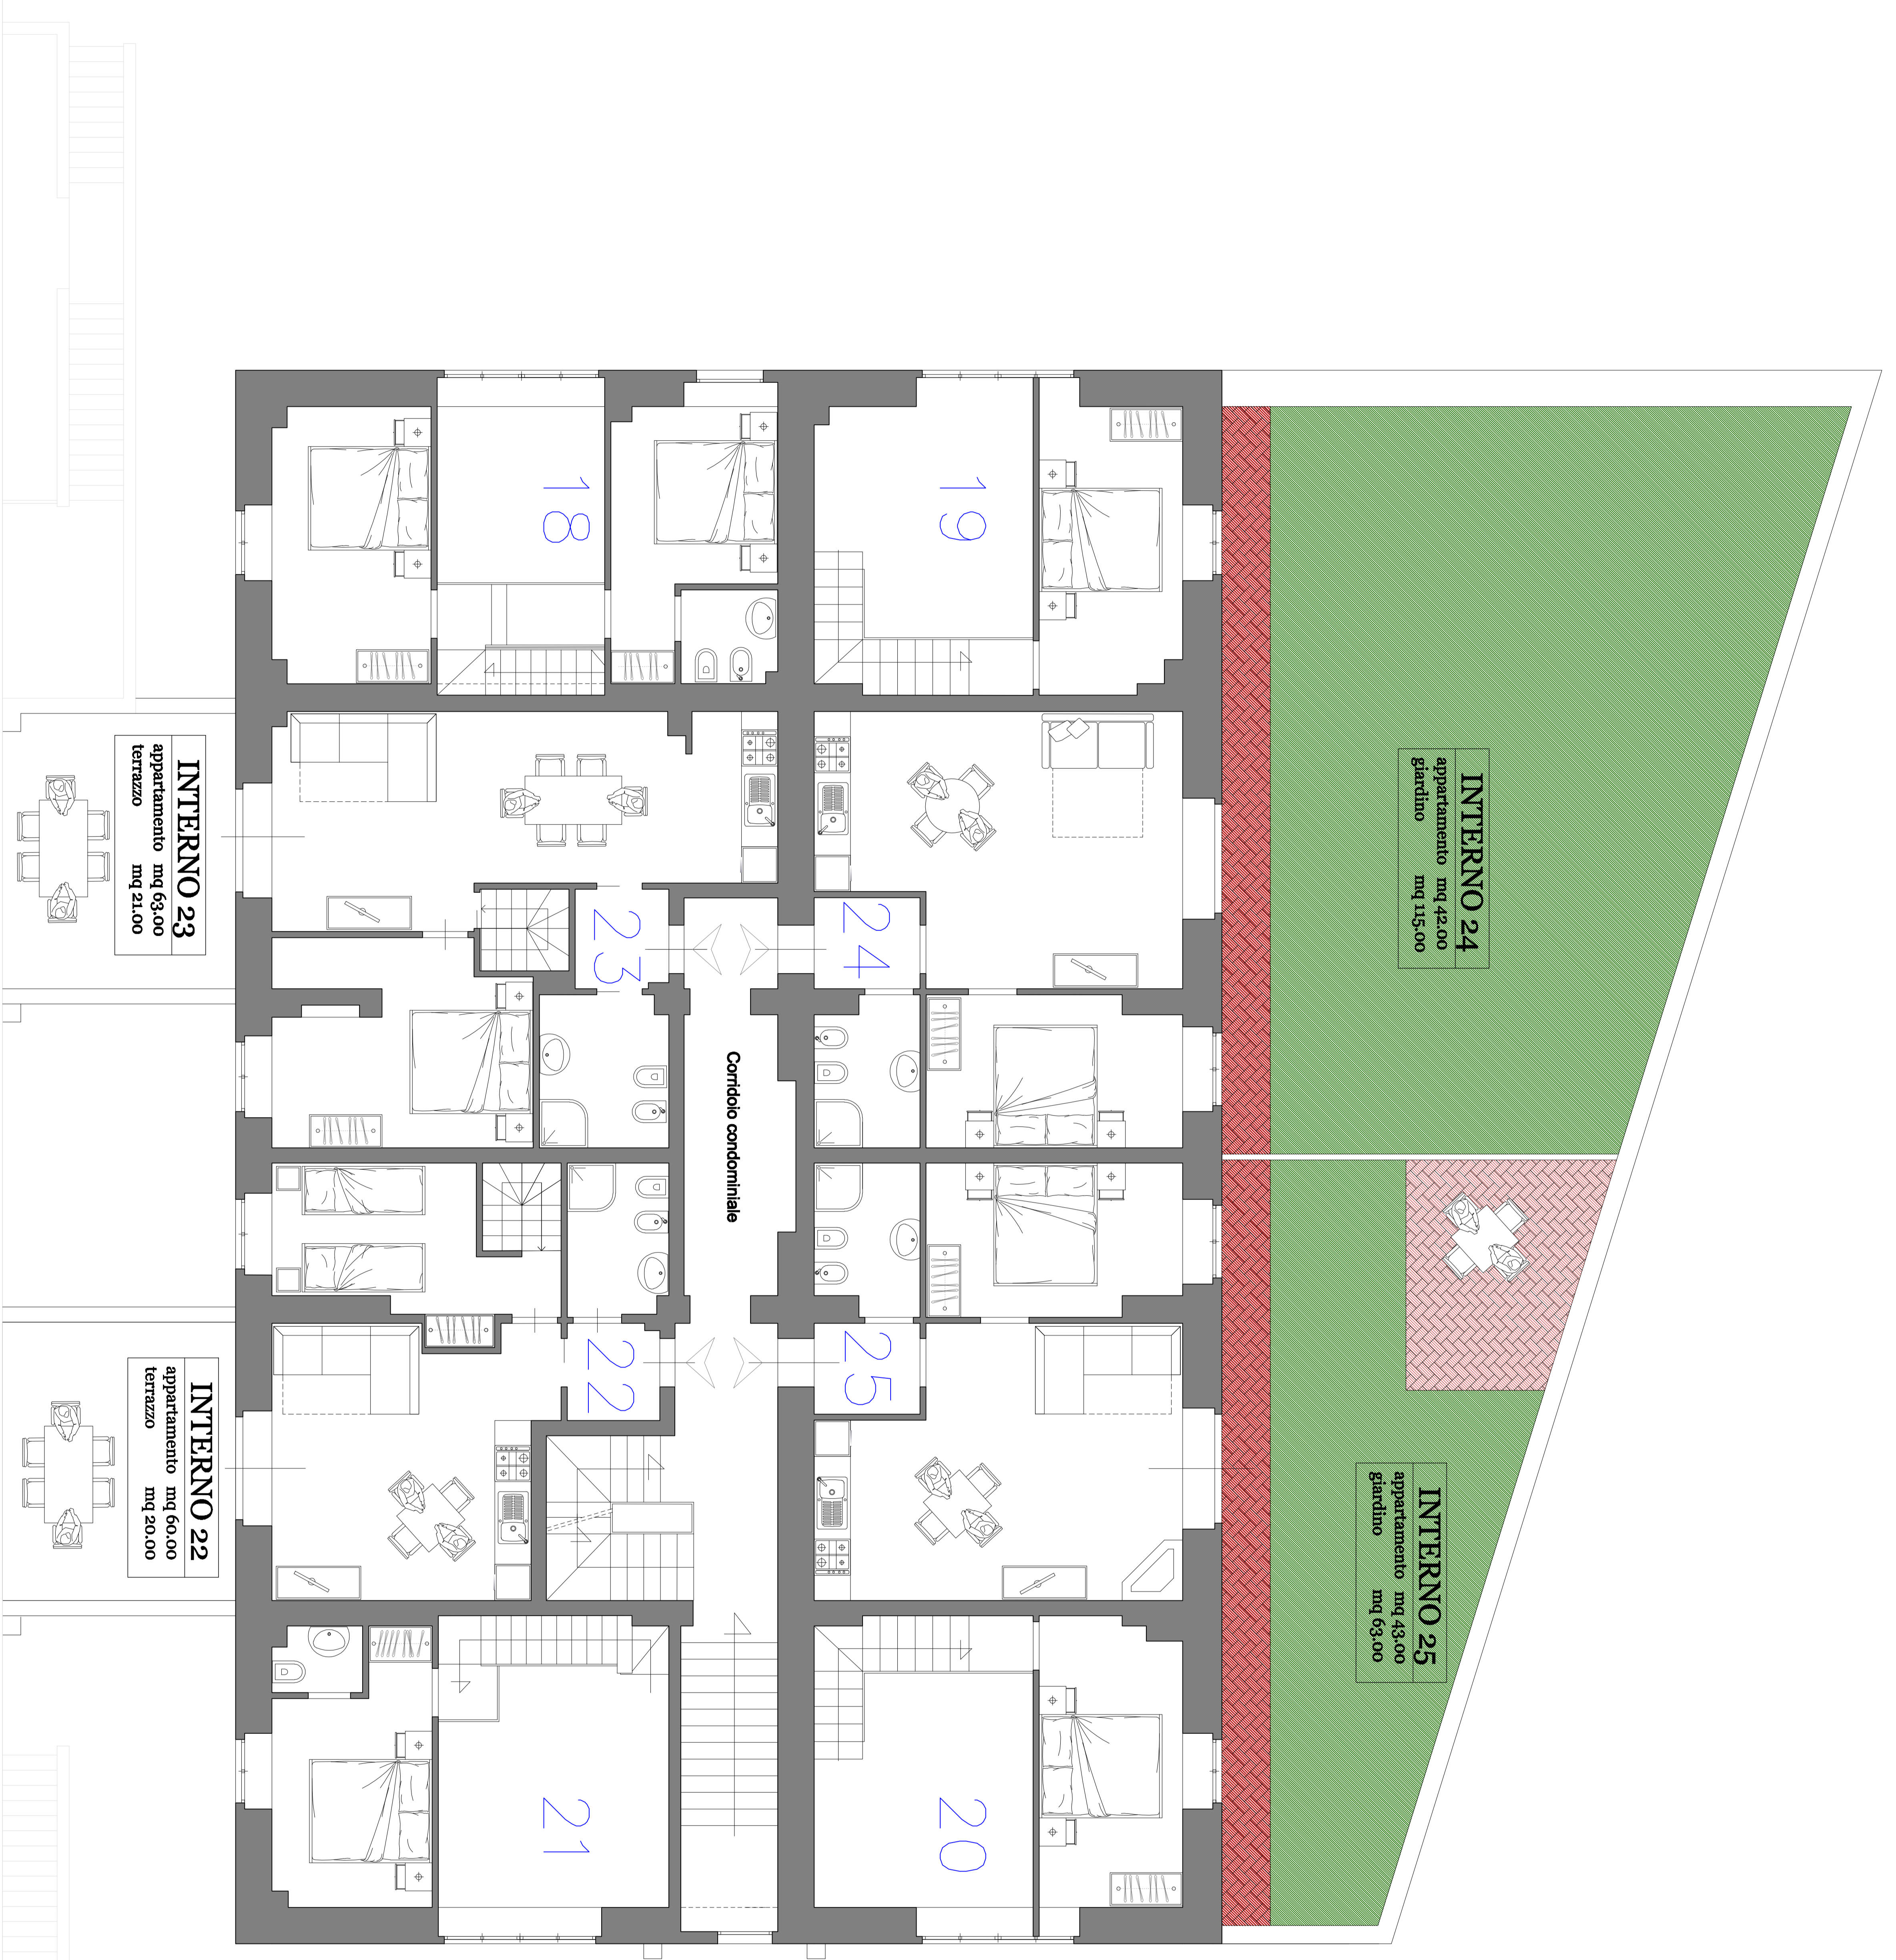 INTERNO 24
appartamento mq 42.00
giardino mq 115.00
INTERNO 25
appartamento mq 43.00
giardino mq 63.00
19
20
24
25
Corridoio condominiale
18
23
22
21
INTERNO 23
appartamento mq 63.00
terrazzo mq 21.00
INTERNO 22
appartamento mq 60.00
terrazzo mq 20.00